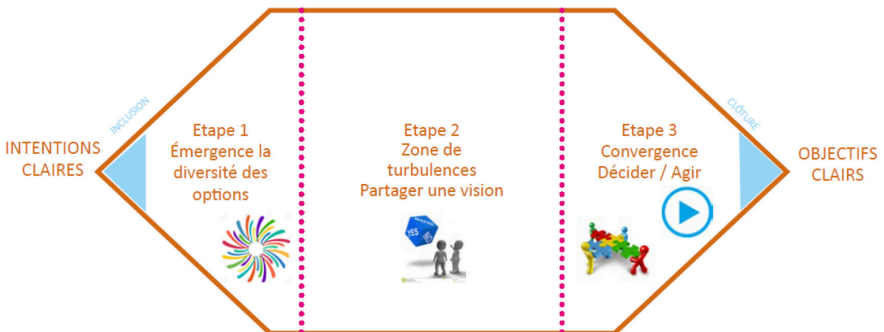 INTENTIONS
CLAIRES
INCLUSION
Etape 1
Émergence la
diversité des
options
Etape 2
Zone de
turbulences
Partager une vision
YES
NO
Etape 3
Convergence
Décider / Agir
CLÔTURE
OBJECTIFS
CLAIRS